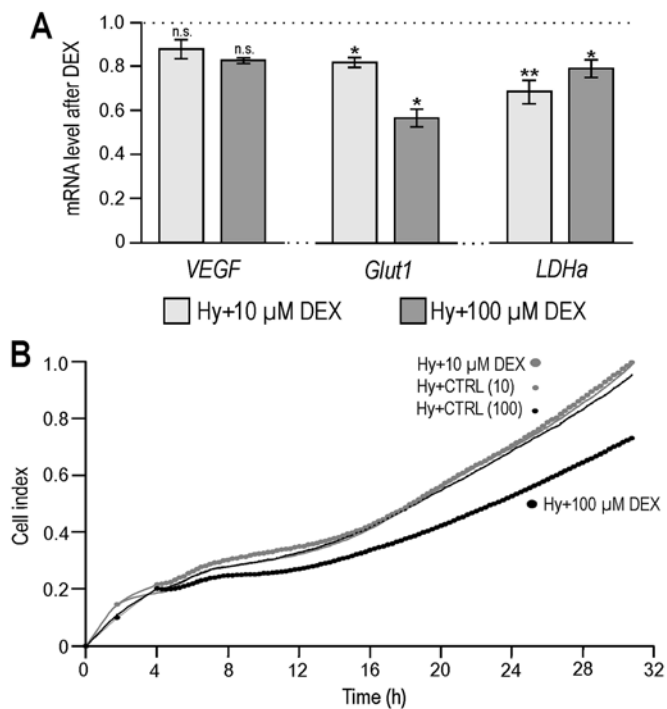 A
mRNA level after DEX
1.0
0.8
0.6
0.4
0.2
0
n.s.
n.s.
*
*
**
*
VEGF
Glut1
LDHa
Hy+10 µM DEX
Hy+100 µM DEX
B
Cell index
1.0
0.8
0.6
0.4
0.2
0
Hy+10 µM DEX
Hy+CTRL (10)
Hy+CTRL (100)
Hy+100 µM DEX
0 4 8 12 16 20 24 28 32
Time (h)